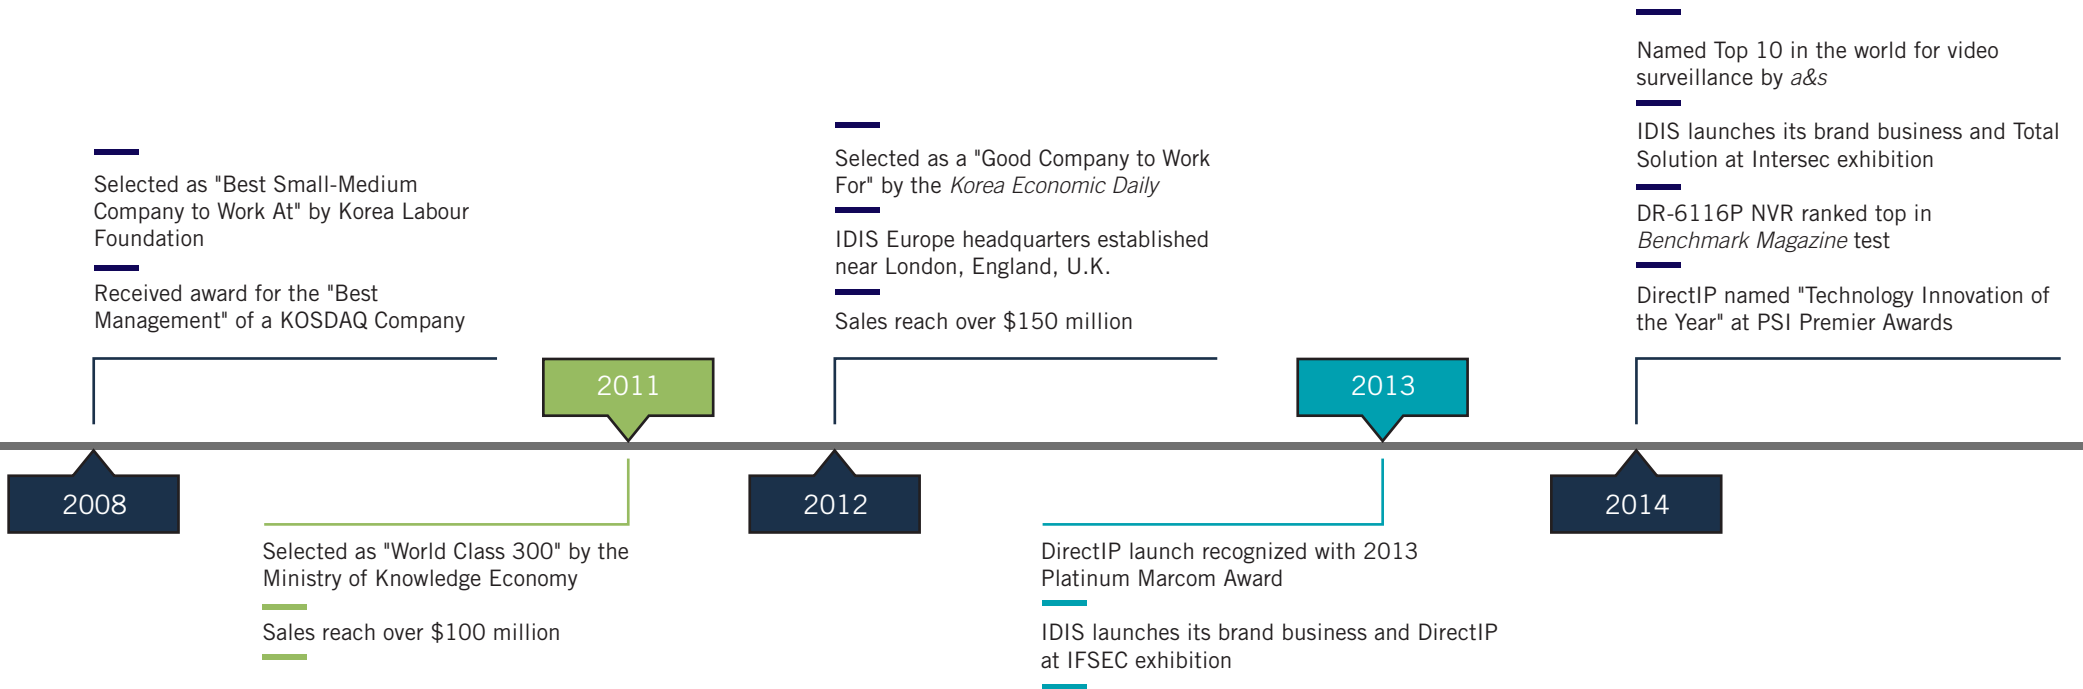 Selected as "Best Small-Medium
Company to Work At" by Korea Labour
Foundation
Received award for the "Best
Management" of a KOSDAQ Company
2008
2011
Selected as "World Class 300" by the
Ministry of Knowledge Economy
Sales reach over $100 million
Selected as a "Good Company to Work
For" by the Korea Economic Daily
IDIS Europe headquarters established
near London, England, U.K.
Sales reach over $150 million
2012
2013
DirectIP launch recognized with 2013
Platinum Marcom Award
IDIS launches its brand business and DirectIP
at IFSEC exhibition
Named Top 10 in the world for video
surveillance by a&s
IDIS launches its brand business and Total
Solution at Intersec exhibition
DR-6116P NVR ranked top in
Benchmark Magazine test
DirectIP named "Technology Innovation of
the Year" at PSI Premier Awards
2014